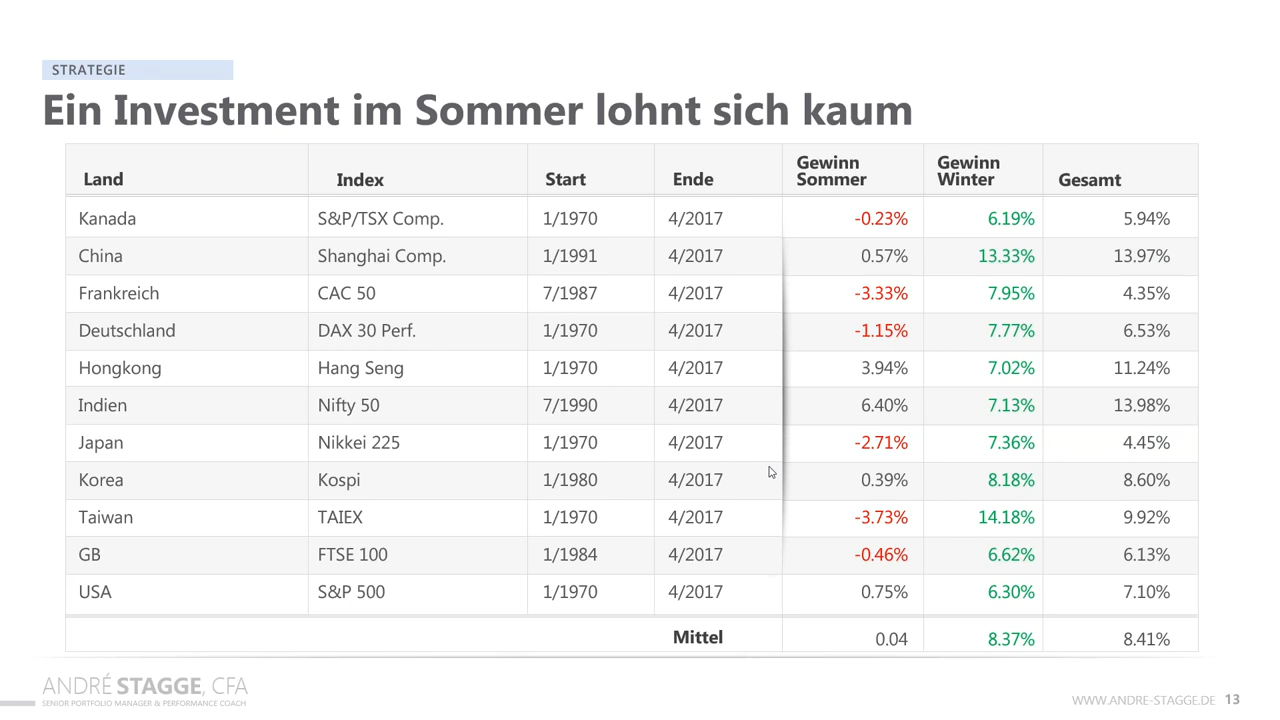 STRATEGIE
Ein Investment im Sommer lohnt sich kaum
Land Index Start Ende Gewinn Sommer Gewinn Winter Gesamt
Kanada S&P/TSX Comp. 1/1970 4/2017 -0.23% 6.19% 5.94%
China Shanghai Comp. 1/1991 4/2017 0.57% 13.33% 13.97%
Frankreich CAC 50 7/1987 4/2017 -3.33% 7.95% 4.35%
Deutschland DAX 30 Perf. 1/1970 4/2017 -1.15% 7.77% 6.53%
Hongkong Hang Seng 1/1970 4/2017 3.94% 7.02% 11.24%
Indien Nifty 50 7/1990 4/2017 6.40% 7.13% 13.98%
Japan Nikkei 225 1/1970 4/2017 -2.71% 7.36% 4.45%
Korea Kospi 1/1980 4/2017 0.39% 8.18% 8.60%
Taiwan TAIEX 1/1970 4/2017 -3.73% 14.18% 9.92%
GB FTSE 100 1/1984 4/2017 -0.46% 6.62% 6.13%
USA S&P 500 1/1970 4/2017 0.75% 6.30% 7.10%
Mittel 0.04 8.37% 8.41%
ANDRÉ STAGGE, CFA
SENIOR PORTFOLIO MANAGER & PERFORMANCE COACH
WWW.ANDRE-STAGGE.DE 13